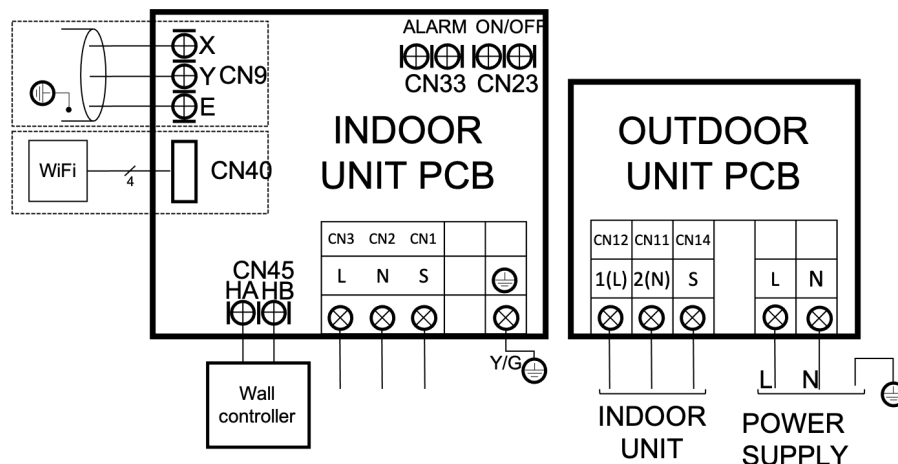 ALARM ON/OFF
CN33 CN23
X
Y CN9
E
WiFi
4
CN40
INDOOR
UNIT PCB
CN3 CN2 CN1
L N S
CN45
HA HB
Y/G
Wall
controller
OUTDOOR
UNIT PCB
CN12 CN11 CN14
1(L) 2(N) S L N
L N
INDOOR
UNIT
POWER
SUPPLY